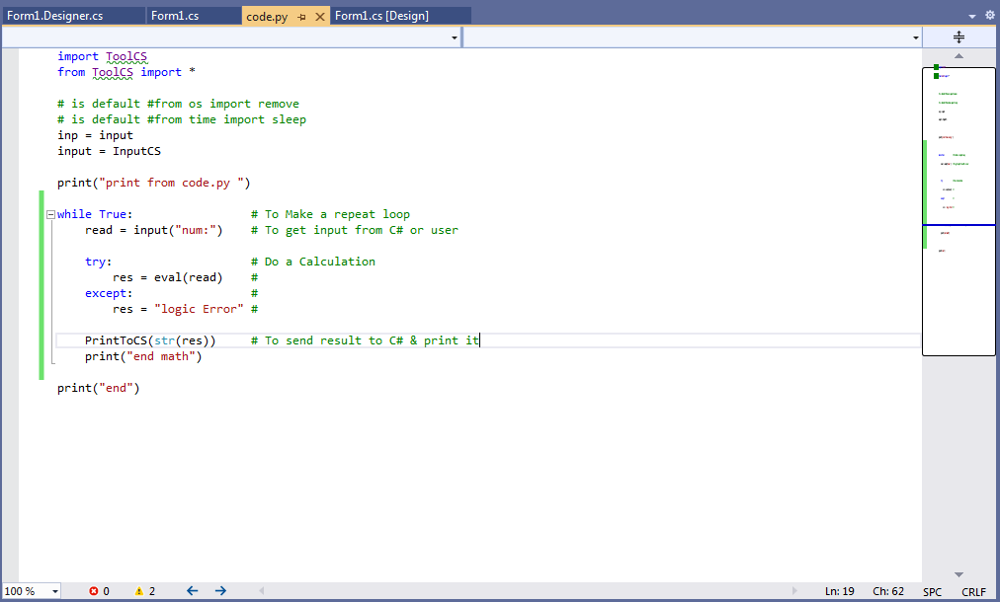 Form1.Designer.cs Form1.cs code.py Form1.cs [Design]
import ToolCS
from ToolCS import *
# is default #from os import remove
# is default #from time import sleep
inp = input
input = InputCS
print("print from code.py ")
while True: # To Make a repeat loop
read = input("num:") # To get input from C# or user
try: # Do a Calculation
res = eval(read) #
except: #
res = "logic Error" #
PrintToCS(str(res)) # To send result to C# & print it
print("end math")
print("end")
100 % 0 2 Ln: 19 Ch: 62 SPC CRLF